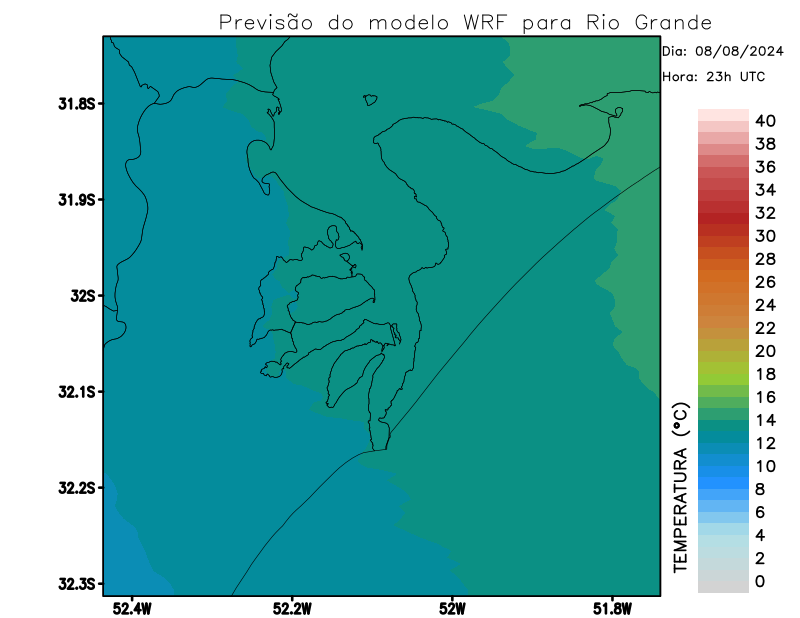 Previsão do modelo WRF para Rio Grande
Dia: 08/08/2024
Hora: 23h UTC
31.8S
31.9S
32S
32.1S
32.2S
32.3S
52.4W
52.2W
52W
51.8W
TEMPERATURA (°C)
40
38
36
34
32
30
28
26
24
22
20
18
16
14
12
10
8
6
4
2
0